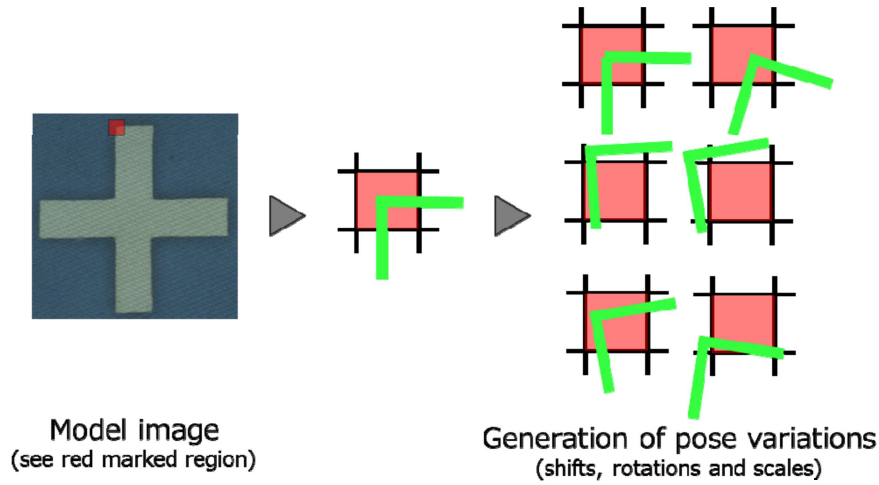 Model image
(see red marked region)
Generation of pose variations
(shifts, rotations and scales)